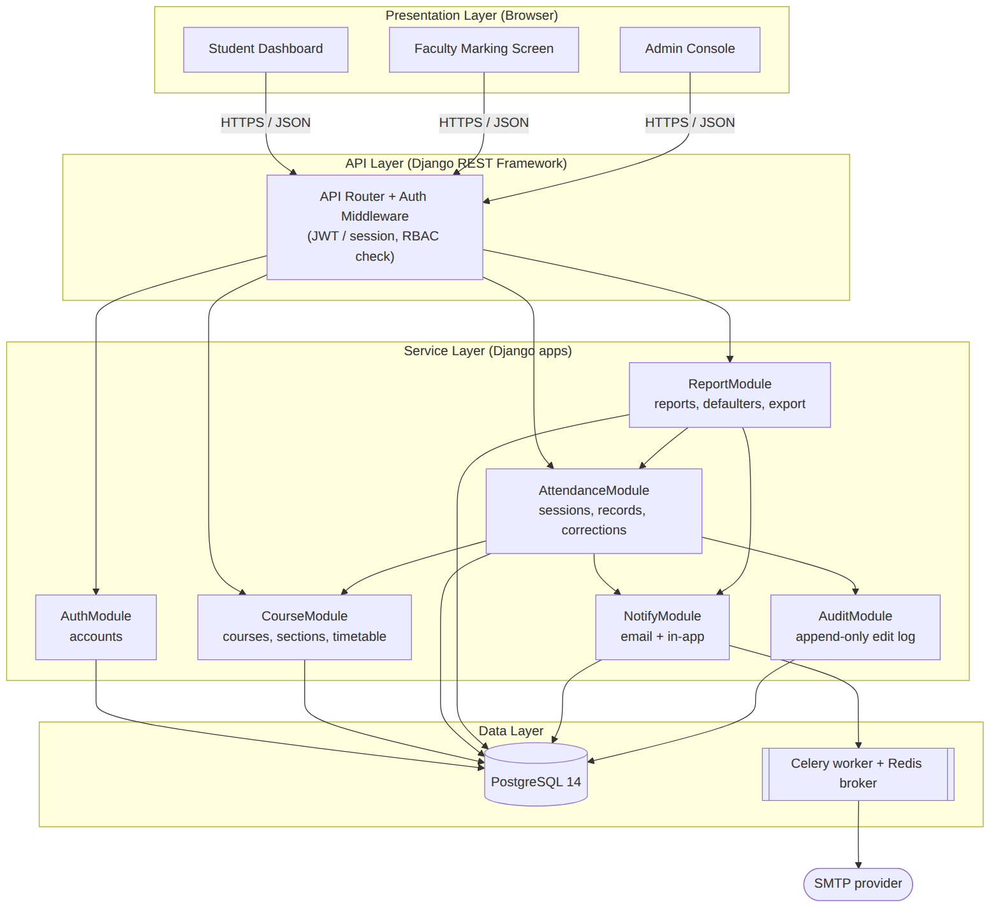 Presentation Layer (Browser)
Student Dashboard
Faculty Marking Screen
Admin Console
HTTPS / JSON
HTTPS / JSON
HTTPS / JSON
API Layer (Django REST Framework)
API Router + Auth
Middleware
(JWT / session, RBAC
check)
Service Layer (Django apps)
ReportModule
reports, defaulters, export
AttendanceModule
sessions, records,
corrections
AuthModule
accounts
CourseModule
courses, sections, timetable
NotifyModule
email + in-app
AuditModule
append-only edit log
Data Layer
PostgreSQL 14
Celery worker + Redis
broker
SMTP provider